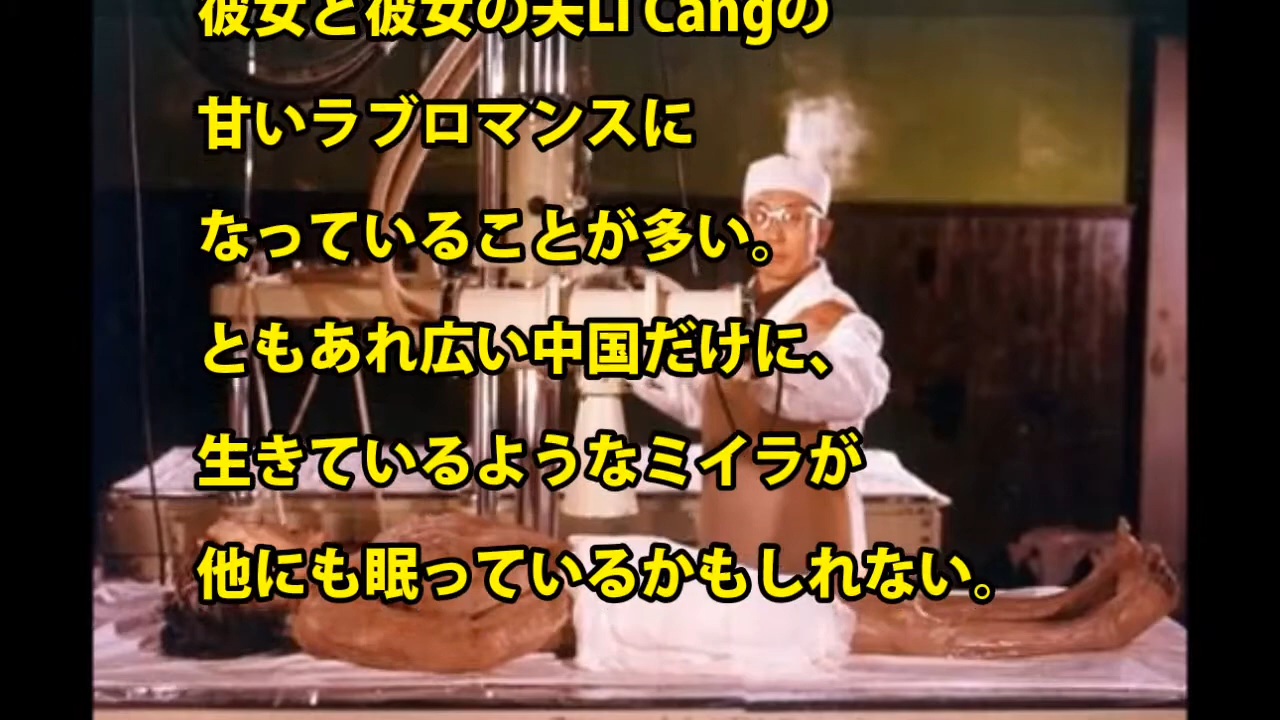 彼女と彼女の夫Li Cangの
甘いラブロマンスに
なっていることが多い。
ともあれ広い中国だけに、
生きているようなミイラが
他にも眠っているかもしれない。